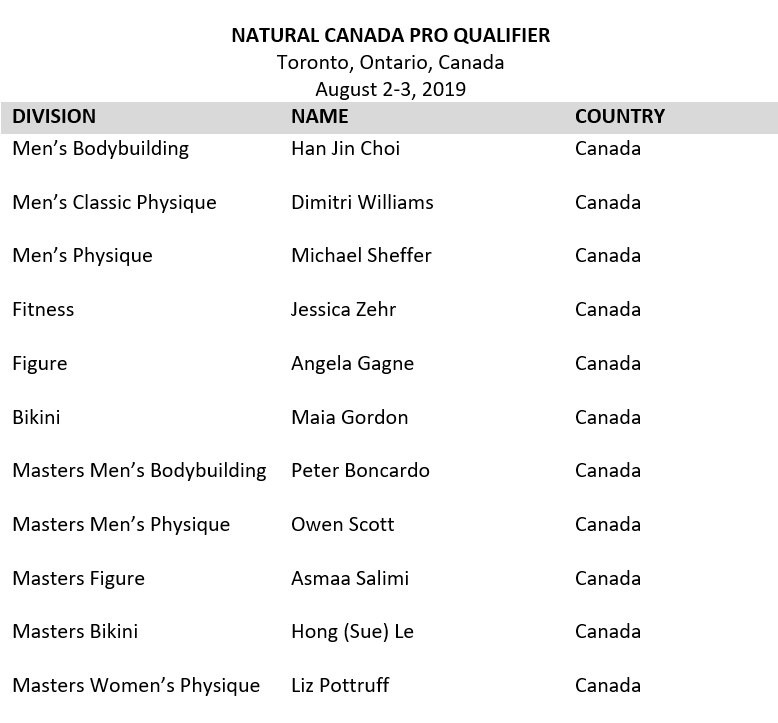 NATURAL CANADA PRO QUALIFIER
Toronto, Ontario, Canada
August 2-3, 2019
DIVISION NAME COUNTRY
Men’s Bodybuilding Han Jin Choi Canada
Men’s Classic Physique Dimitri Williams Canada
Men’s Physique Michael Sheffer Canada
Fitness Jessica Zehr Canada
Figure Angela Gagne Canada
Bikini Maia Gordon Canada
Masters Men’s Bodybuilding Peter Boncardo Canada
Masters Men’s Physique Owen Scott Canada
Masters Figure Asmaa Salimi Canada
Masters Bikini Hong (Sue) Le Canada
Masters Women’s Physique Liz Pottruff Canada